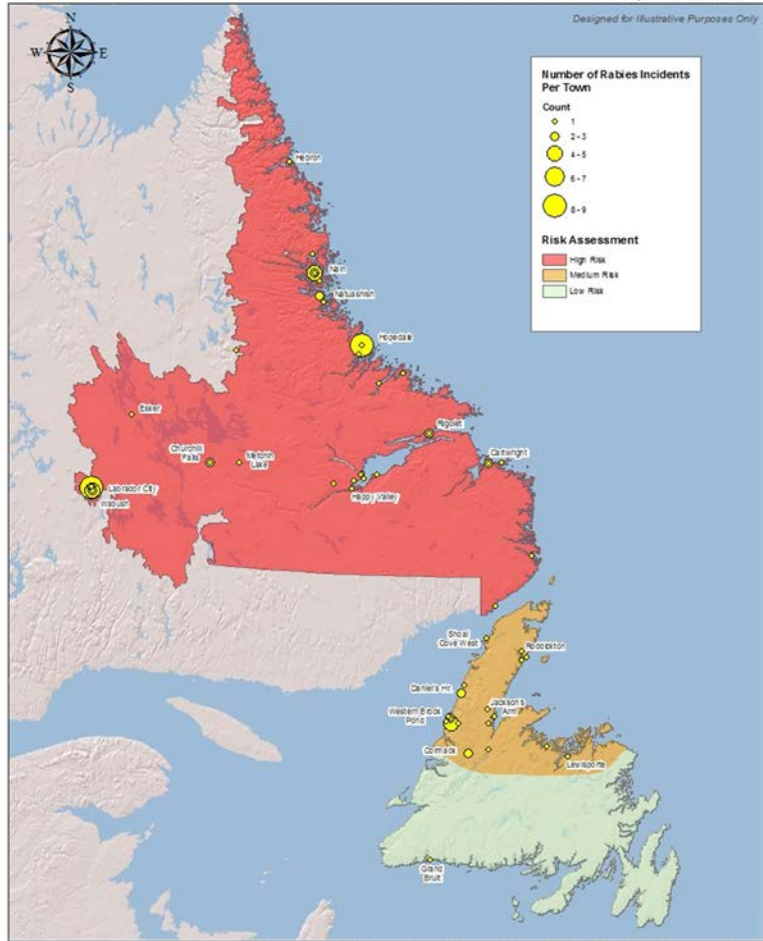 Designed for Illustrative Purposes Only
N
W E
S
Number of Rabies Incidents
Per Town
Count
1
2 - 3
4 - 5
6 - 7
8 - 9
Risk Assessment
High Risk
Medium Risk
Low Risk
Hebron
Nain
Natuashish
Hopedale
Esker
Rigolet
Churchill
Falls
Metchin
Lake
Cartwright
Labrador City
Wabush
Happy Valley
Shoal
Cove West
Roddickton
Daniel's Hr
Jackson's
Arm
Western Brook
Pond
Cormack
Lewisporte
Grand
Bruit